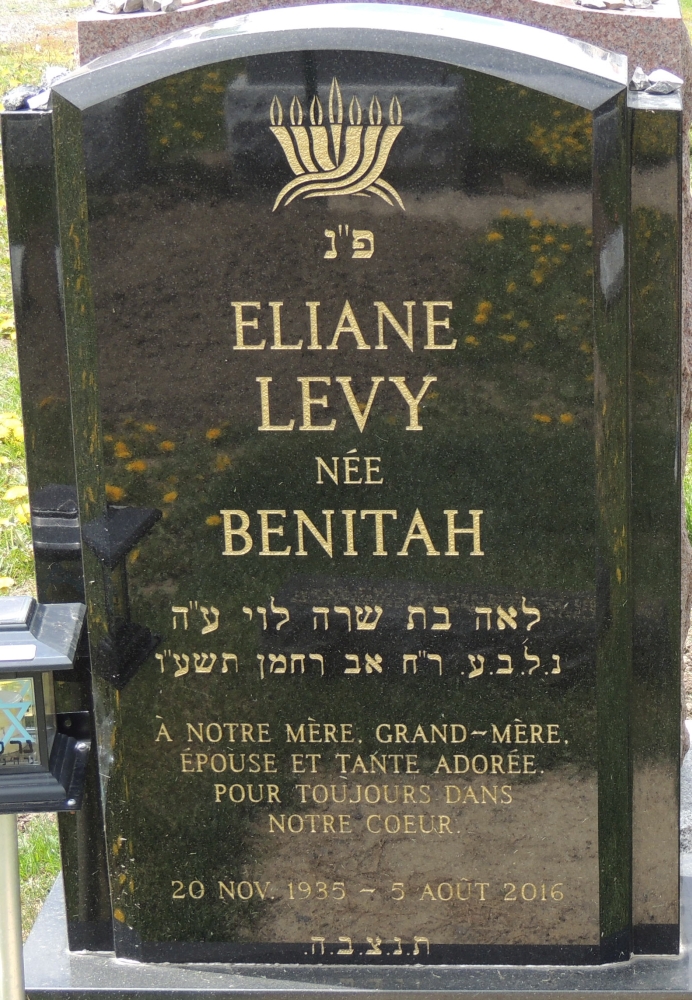 פ"נ
ELIANE
LEVY
NÉE
BENITAH
לאה בת שרה לוי ע"ה
נ.ל.ב.ע. ר"ח אב רחמן תשע"ו
À NOTRE MÈRE, GRAND-MÈRE,
ÉPOUSE ET TANTE ADORÉE.
POUR TOUJOURS DANS
NOTRE COEUR.
20 NOV. 1935 - 5 AOÛT 2016
ת.נ.צ.ב.ה.